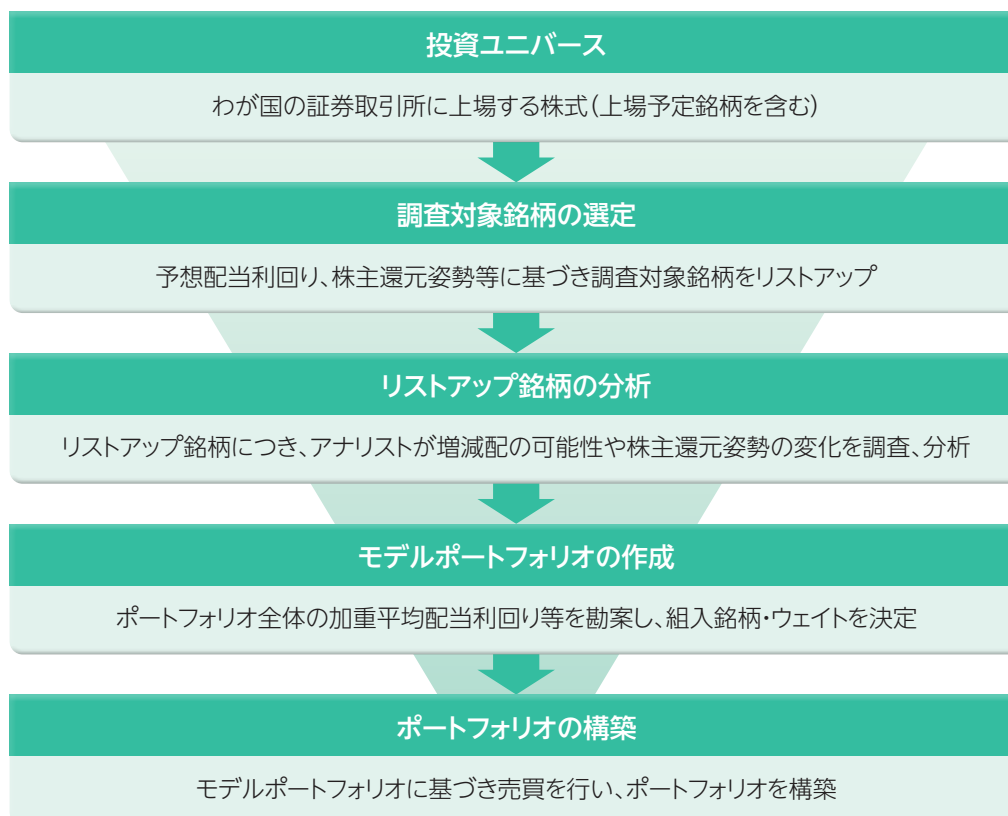 投資ユニバース
わが国の証券取引所に上場する株式(上場予定銘柄を含む)
調査対象銘柄の選定
予想配当利回り、株主還元姿勢等に基づき調査対象銘柄をリストアップ
リストアップ銘柄の分析
リストアップ銘柄につき、アナリストが増減配の可能性や株主還元姿勢の変化を調査、分析
モデルポートフォリオの作成
ポートフォリオ全体の加重平均配当利回り等を勘案し、組入銘柄・ウェイトを決定
ポートフォリオの構築
モデルポートフォリオに基づき売買を行い、ポートフォリオを構築